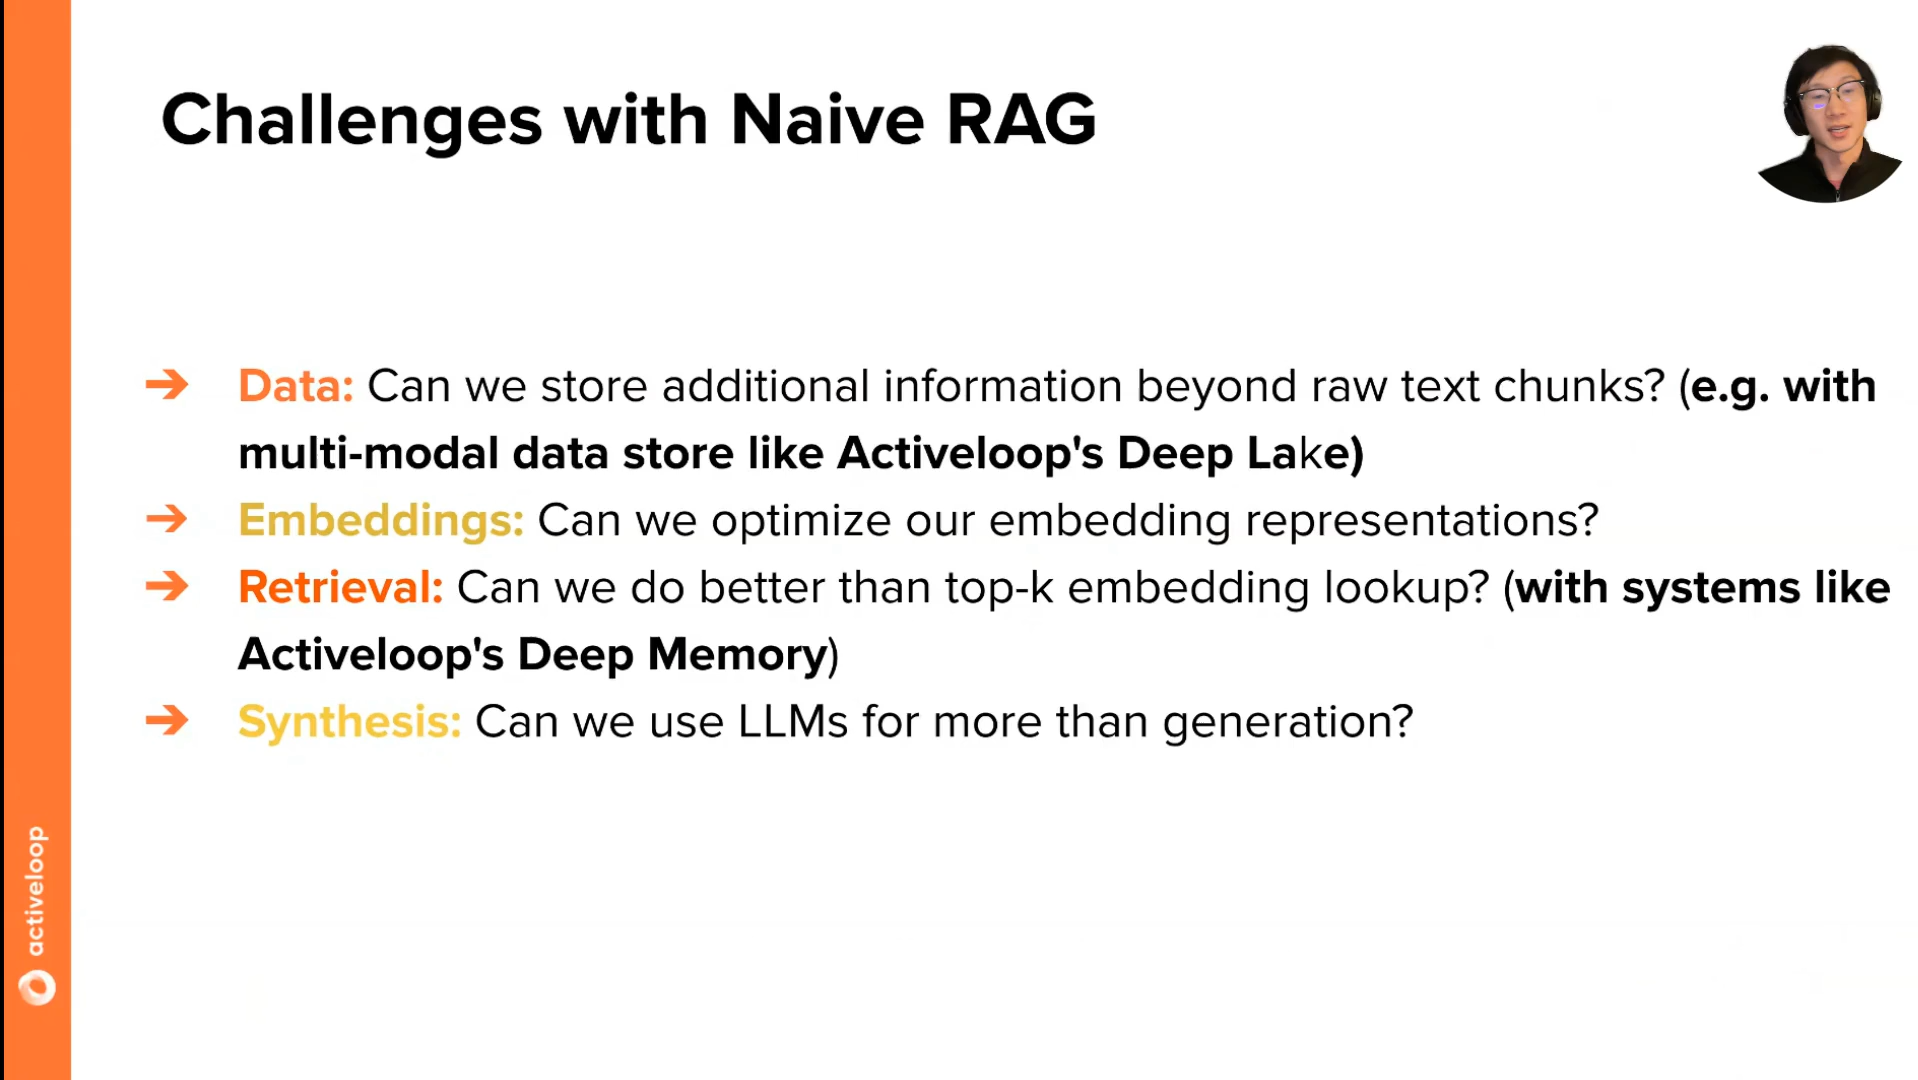 Challenges with Naive RAG
➔ Data: Can we store additional information beyond raw text chunks? (e.g. with
multi-modal data store like Activeloop's Deep Lake)
➔ Embeddings: Can we optimize our embedding representations?
➔ Retrieval: Can we do better than top-k embedding lookup? (with systems like
Activeloop's Deep Memory)
➔ Synthesis: Can we use LLMs for more than generation?
activeloop